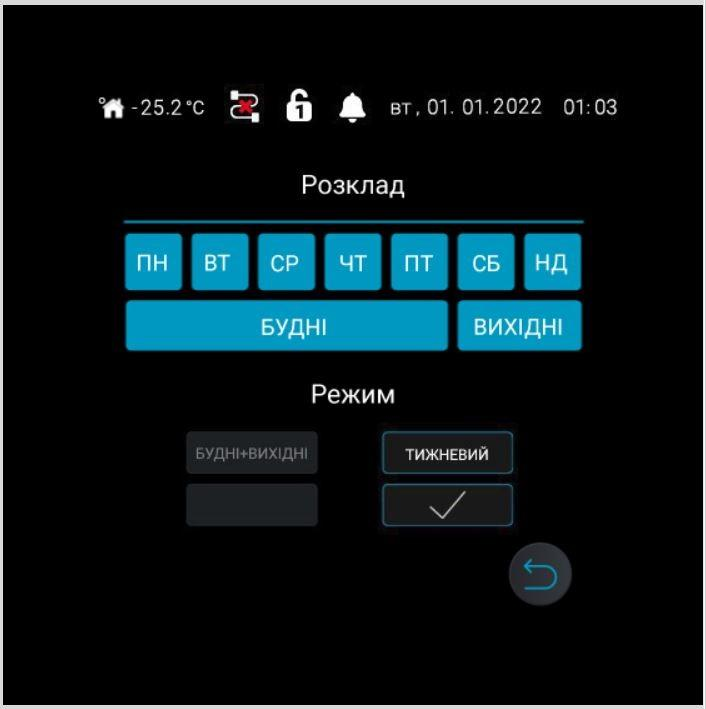 -25.2°C 1 вт, 01. 01. 2022 01:03
Розклад
ПН ВТ СР ЧТ ПТ СБ НД
БУДНІ ВИХІДНІ
Режим
БУДНІ+ВИХІДНІ ТИЖНЕВИЙ